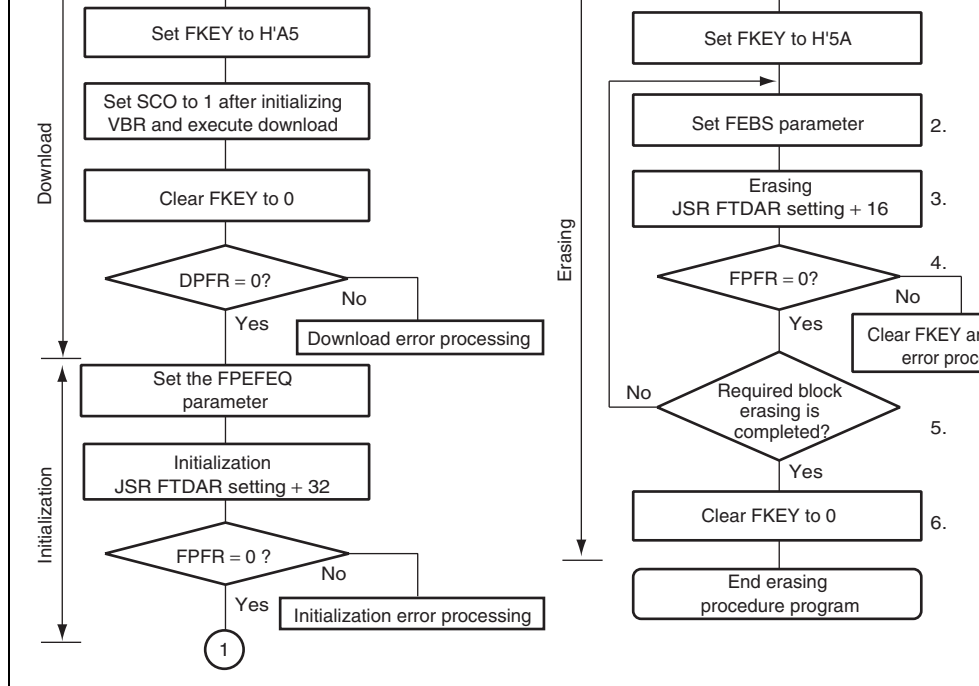 Download
Set FKEY to H'A5
Set SCO to 1 after initializing
VBR and execute download
Clear FKEY to 0
DPFR = 0?
No
Yes
Download error processing
Initialization
Set the FPEFEQ
parameter
Initialization
JSR FTDAR setting + 32
FPFR = 0 ?
No
Yes
Initialization error processing
1
Erasing
Set FKEY to H'5A
Set FEBS parameter
2.
Erasing
JSR FTDAR setting + 16
3.
FPFR = 0?
4.
No
Yes
Clear FKEY
error
No
Required block
erasing is
completed?
5.
Yes
Clear FKEY to 0
6.
End erasing
procedure program